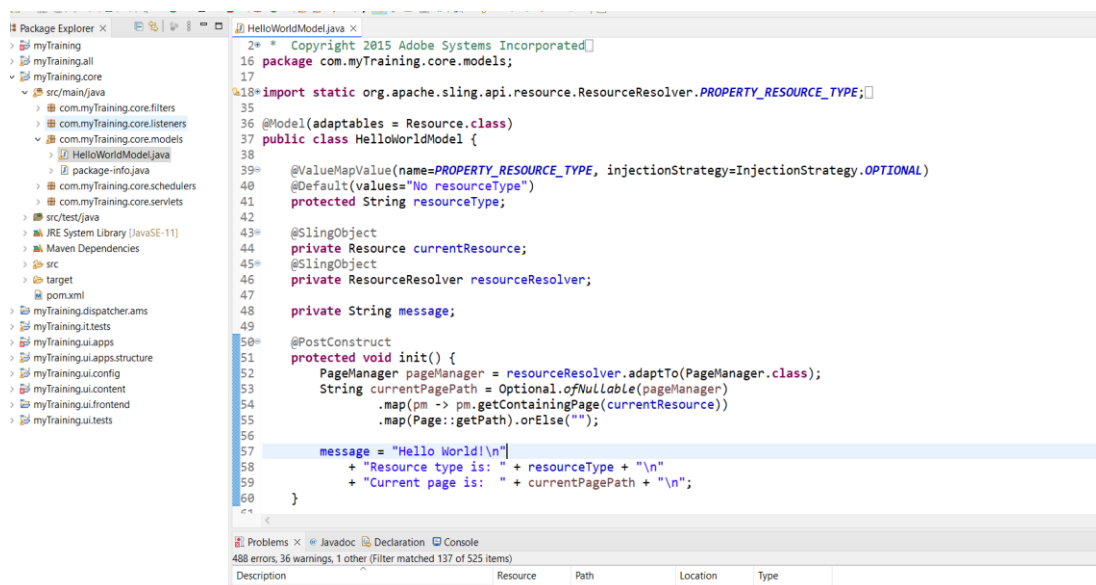 Package Explorer
myTraining
myTraining.all
myTraining.core
src/main/java
com.myTraining.core.filters
com.myTraining.core.listeners
com.myTraining.core.models
HelloWorldModel.java
package-info.java
com.myTraining.core.schedulers
com.myTraining.core.servlets
src/test/java
JRE System Library [JavaSE-11]
Maven Dependencies
src
target
pom.xml
myTraining.dispatcher.ams
myTraining.it.tests
myTraining.ui.apps
myTraining.ui.apps.structure
myTraining.ui.config
myTraining.ui.content
myTraining.ui.frontend
myTraining.ui.tests
HelloWorldModel.java
2 * Copyright 2015 Adobe Systems Incorporated
16 package com.myTraining.core.models;
17
18 import static org.apache.sling.api.resource.ResourceResolver.PROPERTY_RESOURCE_TYPE;
35
36 @Model(adaptables = Resource.class)
37 public class HelloWorldModel {
38
39 @ValueMapValue(name=PROPERTY_RESOURCE_TYPE, injectionStrategy=InjectionStrategy.OPTIONAL)
40 @Default(values="No resourceType")
41 protected String resourceType;
42
43 @SlingObject
44 private Resource currentResource;
45 @SlingObject
46 private ResourceResolver resourceResolver;
47
48 private String message;
49
50 @PostConstruct
51 protected void init() {
52 PageManager pageManager = resourceResolver.adaptTo(PageManager.class);
53 String currentPagePath = Optional.ofNullable(pageManager)
54 .map(pm -> pm.getContainingPage(currentResource))
55 .map(Page::getPath).orElse("");
56
57 message = "Hello World!\n"
58 + "Resource type is: " + resourceType + "\n"
59 + "Current page is:  " + currentPagePath + "\n";
60 }
61
Problems Javadoc Declaration Console
488 errors, 36 warnings, 1 other (Filter matched 137 of 525 items)
Description Resource Path Location Type